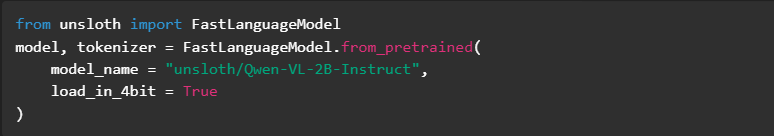 from unsloth import FastLanguageModel
model, tokenizer = FastLanguageModel.from_pretrained(
    model_name = "unsloth/Qwen-VL-2B-Instruct",
    load_in_4bit = True
)